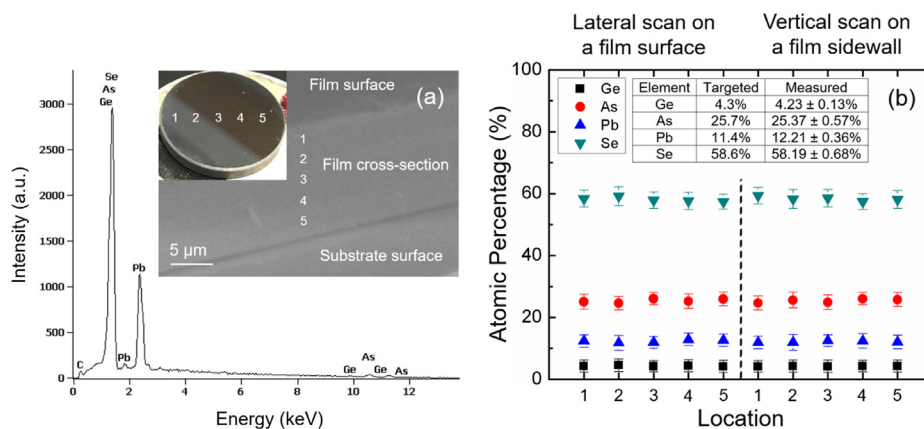 Lateral scan on
a film surface
Vertical scan on
a film sidewall
(a)
Intensity (a.u.)
3000
2500
2000
1500
1000
500
0
0 2 4 6 8 10 12
Energy (keV)
Se
As
Ge
Pb
C
Pb
Ge
As
Ge
As
1 2 3 4 5
Film surface
1
2
Film cross-section
3
4
5
5 µm
Substrate surface
(b)
Atomic Percentage (%)
100
80
60
40
20
0
Ge
As
Pb
Se
Element Targeted Measured
Ge 4.3% 4.23 ± 0.13%
As 25.7% 25.37 ± 0.57%
Pb 11.4% 12.21 ± 0.36%
Se 58.6% 58.19 ± 0.68%
1 2 3 4 5 1 2 3 4 5
Location